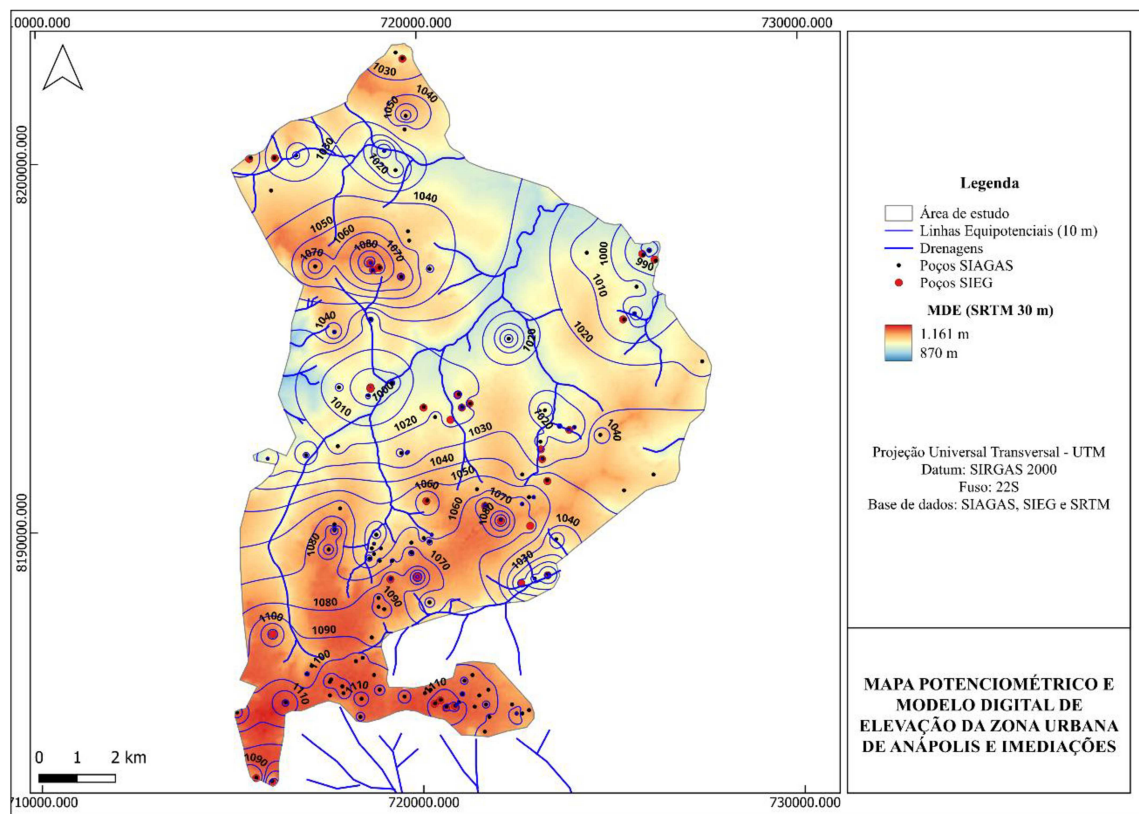 .0000.000
720000.000
730000.000
8200000.000
8190000.000
1030
1040
1050
1030
1020
1040
1050
1060
1080
1070
1070
1000
990
1010
1020
1040
1020
1010
1000
1020
1030
1020
1040
1040
1050
1060
1060
1070
1080
1040
1080
1070
1030
1080
1090
1100
1090
1100
1110
1110
1110
1090
0 1 2 km
710000.000
720000.000
730000.000
Legenda
Área de estudo
Linhas Equipotenciais (10 m)
Drenagens
Poços SIAGAS
Poços SIEG
MDE (SRTM 30 m)
1.161 m
870 m
Projeção Universal Transversal - UTM
Datum: SIRGAS 2000
Fuso: 22S
Base de dados: SIAGAS, SIEG e SRTM
MAPA POTENCIOMÉTRICO E
MODELO DIGITAL DE
ELEVAÇÃO DA ZONA URBANA
DE ANÁPOLIS E IMEDIAÇÕES